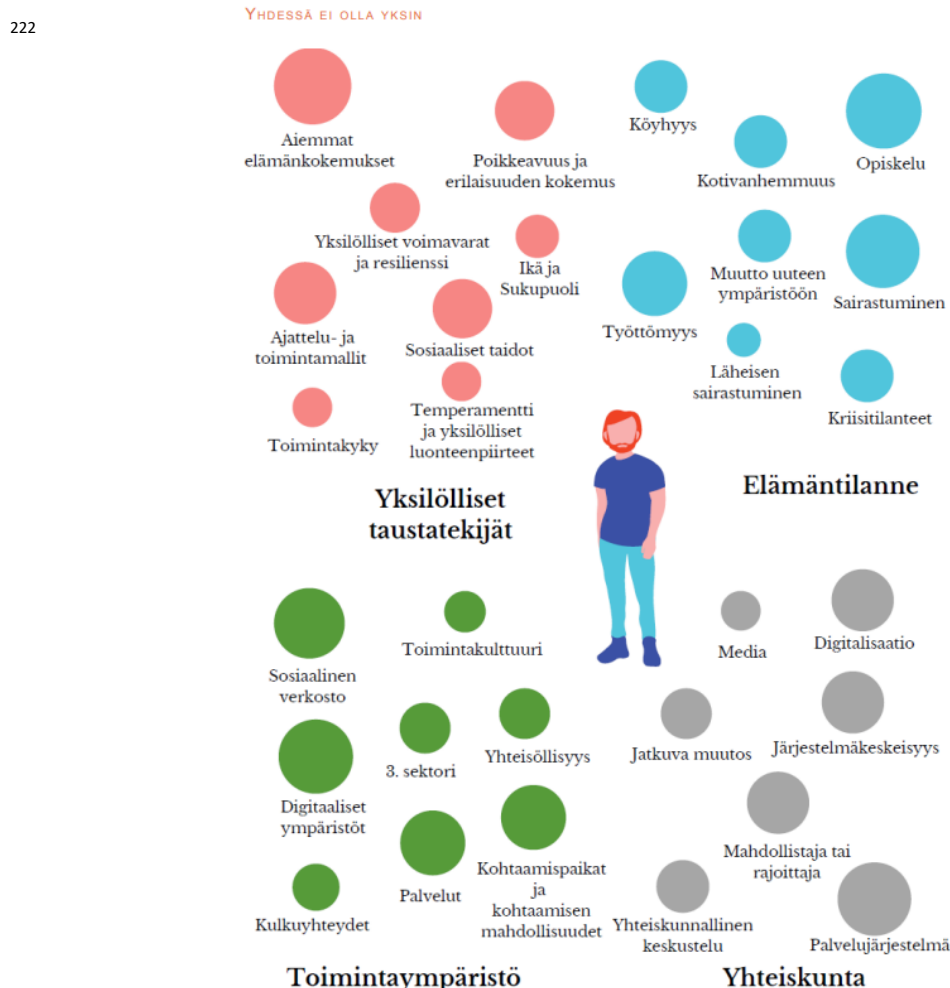 YHDESSÄ EI OLLA YKSIN
222
Aiemmat
elämänkokemukset
Poikkeavuus ja
erilaisuuden kokemus
Yksilölliset voimavarat
ja resilienssi
Ikä ja
Sukupuoli
Ajattelu- ja
toimintamallit
Sosiaaliset taidot
Toimintakyky
Temperamentti
ja yksilölliset
luonteenpiirteet
Yksilölliset
taustatekijät
Köyhyys
Kotivanhemmuus
Opiskelu
Muutto uuteen
ympäristöön
Sairastuminen
Työttömyys
Läheisen
sairastuminen
Kriisitilanteet
Elämäntilanne
Sosiaalinen
verkosto
Toimintakulttuuri
3. sektori
Yhteisöllisyys
Digitaaliset
ympäristöt
Palvelut
Kohtaamispaikat
ja
kohtaamisen
mahdollisuudet
Kulkuyhteydet
Toimintaympäristö
Media
Digitalisaatio
Jatkuva muutos
Järjestelmäkeskeisyys
Mahdollistaja tai
rajoittaja
Yhteiskunnallinen
keskustelu
Palvelujärjestelmä
Yhteiskunta